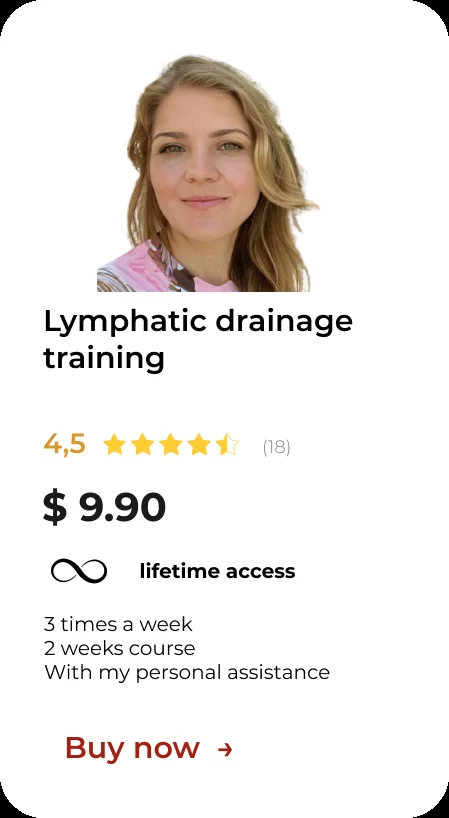 Lymphatic drainage
training
4,5 (18)
$ 9.90
lifetime access
3 times a week
2 weeks course
With my personal assistance
Buy now →